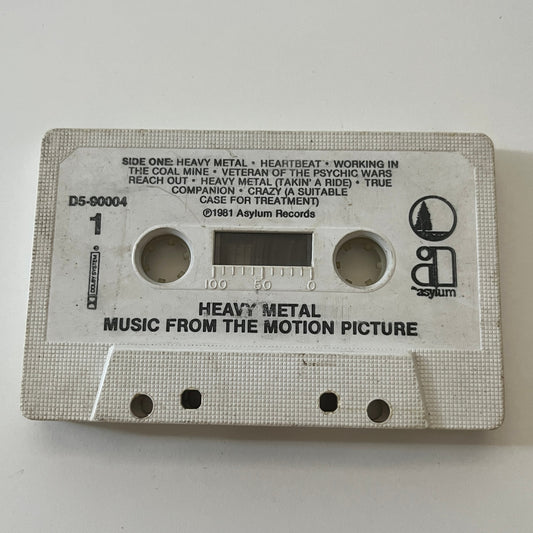 SIDE ONE: HEAVY METAL • HEARTBEAT • WORKING IN
THE COAL MINE • VETERAN OF THE PSYCHIC WARS
REACH OUT • HEAVY METAL (TAKIN' A RIDE) • TRUE
COMPANION • CRAZY (A SUITABLE
CASE FOR TREATMENT)
℗1981 Asylum Records
D5-90004
1
DOLBY SYSTEM
asylum
100 50 0
HEAVY METAL
MUSIC FROM THE MOTION PICTURE